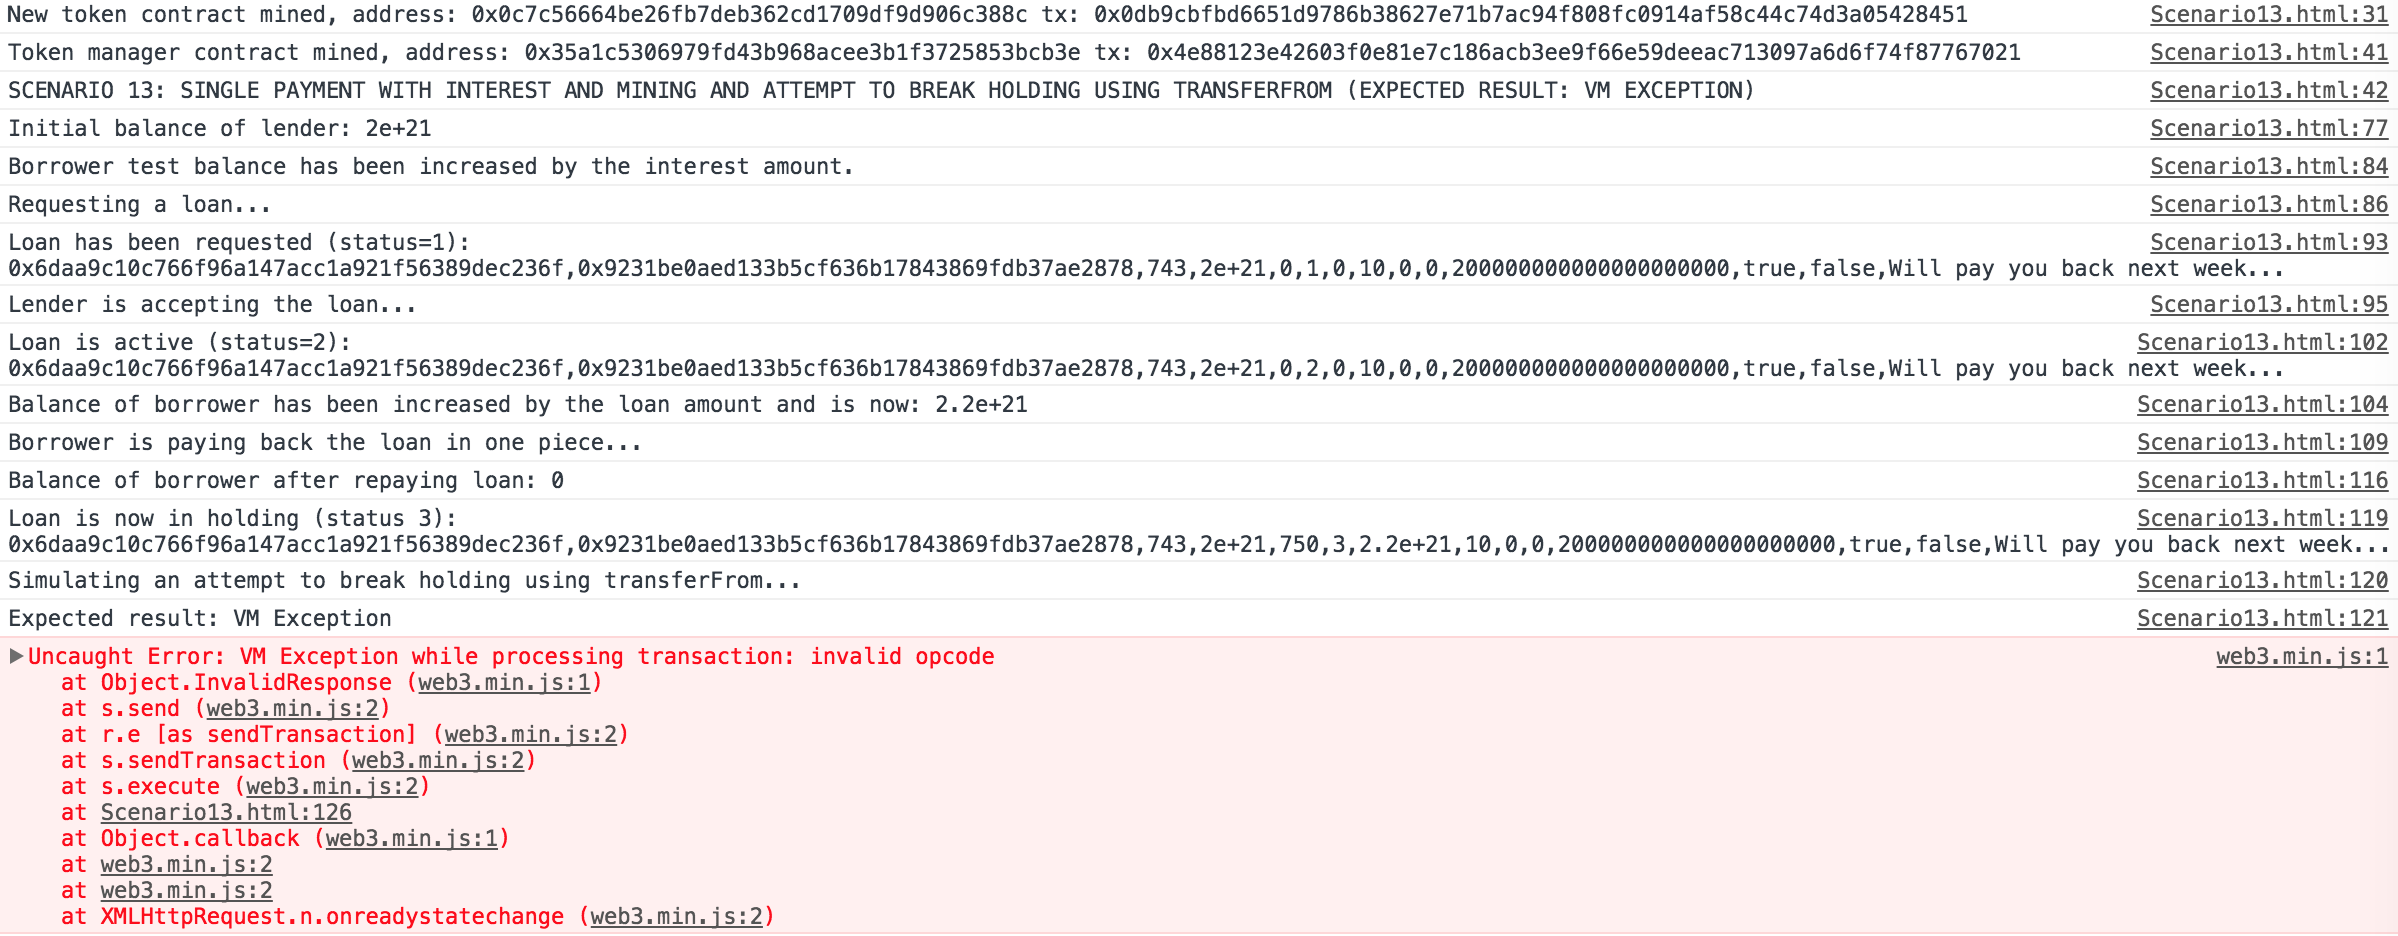 New token contract mined, address: 0x0c7c56664be26fb7deb362cd1709df9d906c388c tx: 0x0db9cbfbd6651d9786b38627e71b7ac94f808fc0914af58c44c74d3a05428451 Scenario13.html:31
Token manager contract mined, address: 0x35a1c5306979fd43b968acee3b1f3725853bcb3e tx: 0x4e88123e42603f0e81e7c186acb3ee9f66e59deeac713097a6d6f74f87767021 Scenario13.html:41
SCENARIO 13: SINGLE PAYMENT WITH INTEREST AND MINING AND ATTEMPT TO BREAK HOLDING USING TRANSFERFROM (EXPECTED RESULT: VM EXCEPTION) Scenario13.html:42
Initial balance of lender: 2e+21 Scenario13.html:77
Borrower test balance has been increased by the interest amount. Scenario13.html:84
Requesting a loan... Scenario13.html:86
Loan has been requested (status=1): Scenario13.html:93
0x6daa9c10c766f96a147acc1a921f56389dec236f,0x9231be0aed133b5cf636b17843869fdb37ae2878,743,2e+21,0,1,0,10,0,0,200000000000000000000,true,false,Will pay you back next week...
Lender is accepting the loan... Scenario13.html:95
Loan is active (status=2): Scenario13.html:102
0x6daa9c10c766f96a147acc1a921f56389dec236f,0x9231be0aed133b5cf636b17843869fdb37ae2878,743,2e+21,0,2,0,10,0,0,200000000000000000000,true,false,Will pay you back next week...
Balance of borrower has been increased by the loan amount and is now: 2.2e+21 Scenario13.html:104
Borrower is paying back the loan in one piece... Scenario13.html:109
Balance of borrower after repaying loan: 0 Scenario13.html:116
Loan is now in holding (status 3): Scenario13.html:119
0x6daa9c10c766f96a147acc1a921f56389dec236f,0x9231be0aed133b5cf636b17843869fdb37ae2878,743,2e+21,750,3,2.2e+21,10,0,0,200000000000000000000,true,false,Will pay you back next week...
Simulating an attempt to break holding using transferFrom... Scenario13.html:120
Expected result: VM Exception Scenario13.html:121
Uncaught Error: VM Exception while processing transaction: invalid opcode web3.min.js:1
at Object.InvalidResponse (web3.min.js:1)
at s.send (web3.min.js:2)
at r.e [as sendTransaction] (web3.min.js:2)
at s.sendTransaction (web3.min.js:2)
at s.execute (web3.min.js:2)
at Scenario13.html:126
at Object.callback (web3.min.js:1)
at web3.min.js:2
at web3.min.js:2
at XMLHttpRequest.n.onreadystatechange (web3.min.js:2)